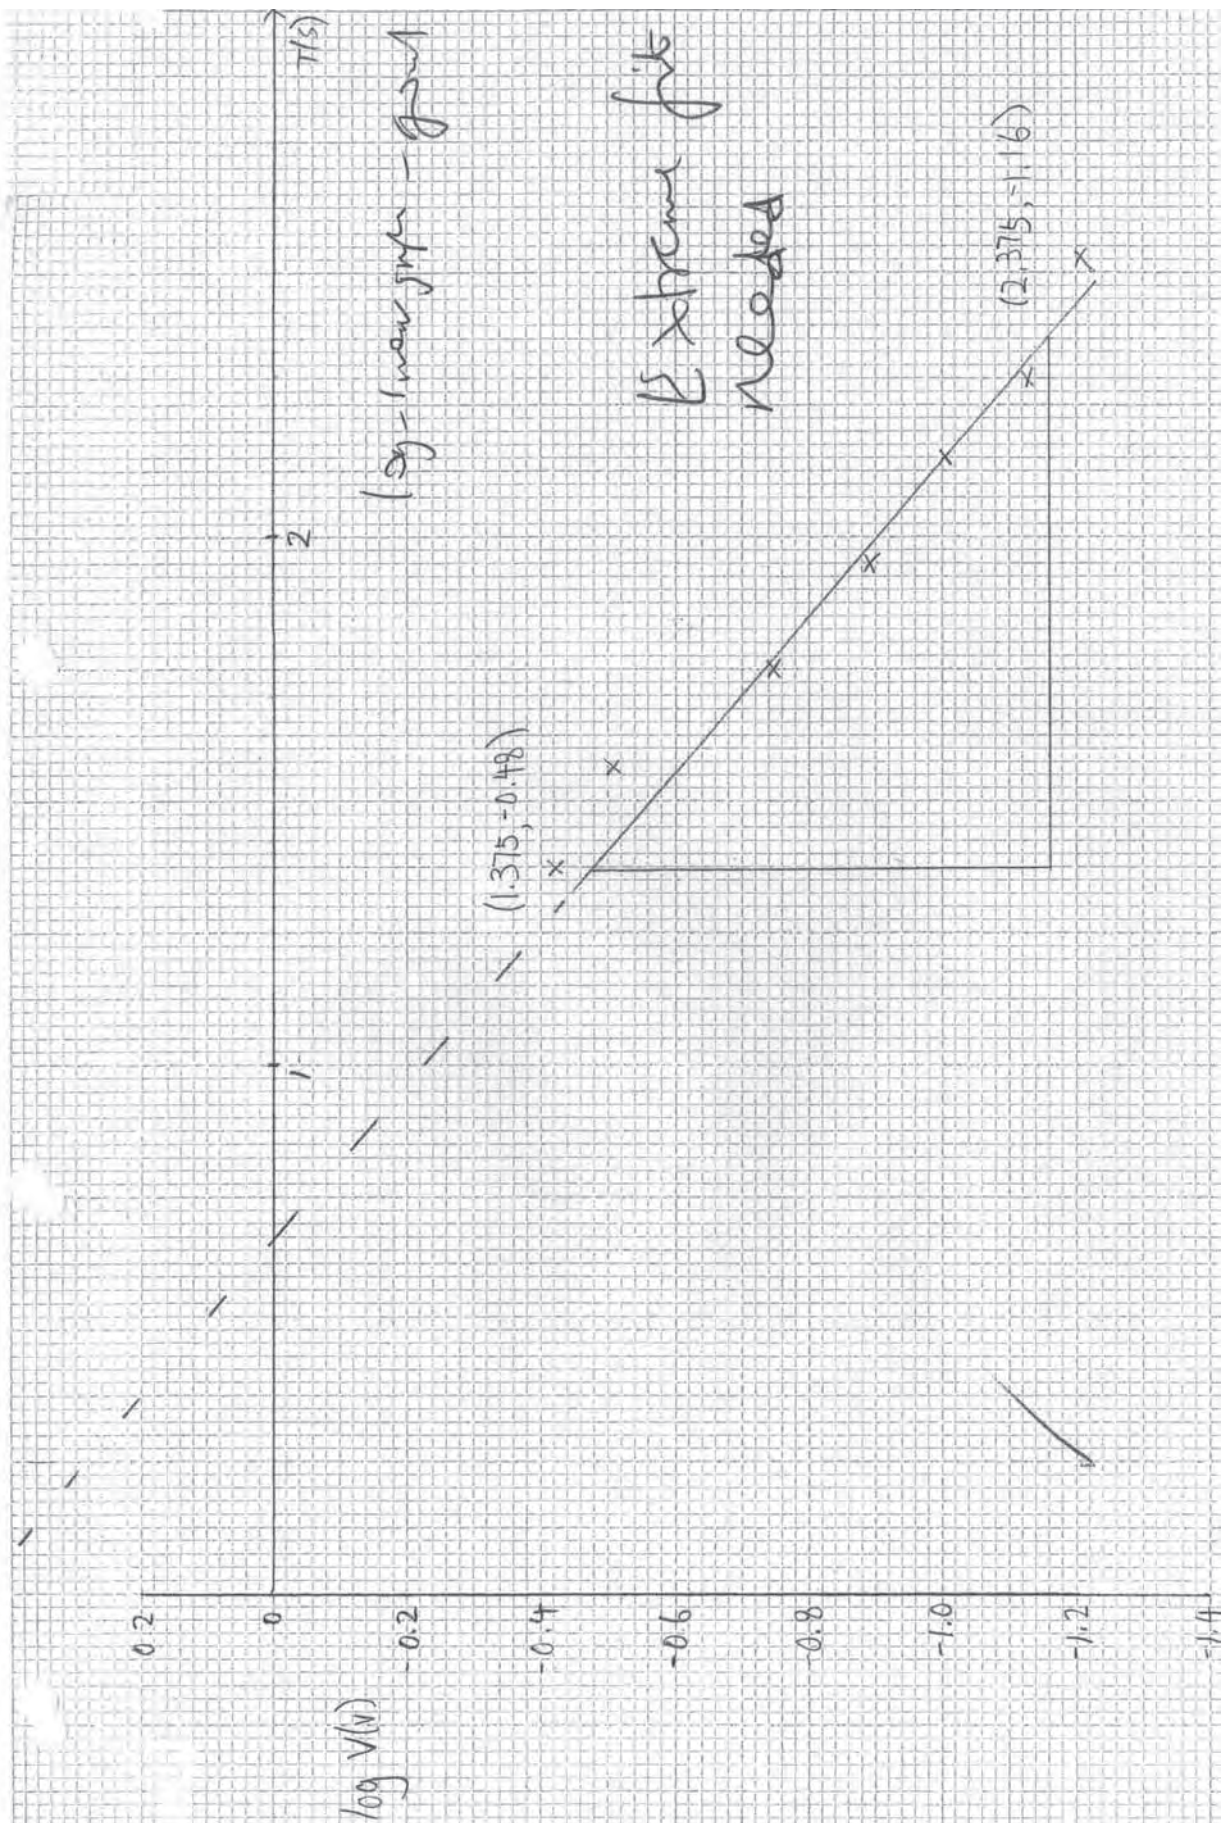 T(s)
log-linear graph - good
Extreme fit
needed
1
2
(1.375, -0.48)
(2.375, -1.16)
0.2
0
-0.2
-0.4
-0.6
-0.8
-1.0
-1.2
-1.4
log V(V)